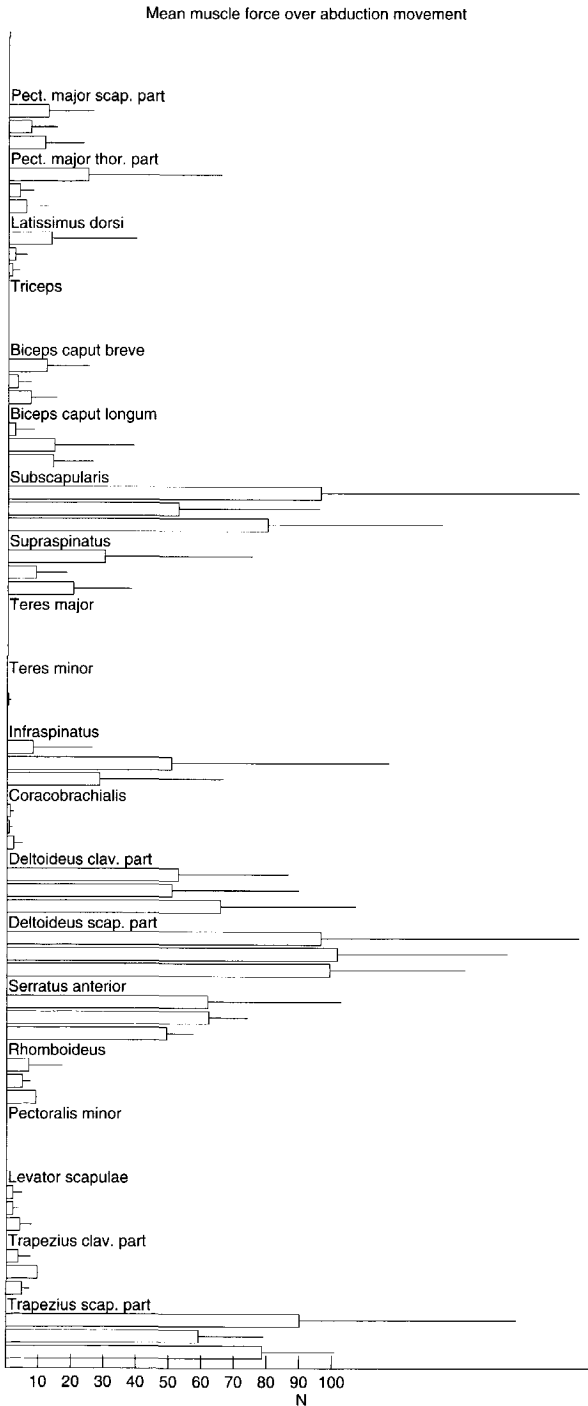 Mean muscle force over abduction movement
Pect. major scap. part
Pect. major thor. part
Latissimus dorsi
Triceps
Biceps caput breve
Biceps caput longum
Subscapularis
Supraspinatus
Teres major
Teres minor
Infraspinatus
Coracobrachialis
Deltoideus clav. part
Deltoideus scap. part
Serratus anterior
Rhomboideus
Pectoralis minor
Levator scapulae
Trapezius clav. part
Trapezius scap. part
10 20 30 40 50 60 70 80 90 100
N